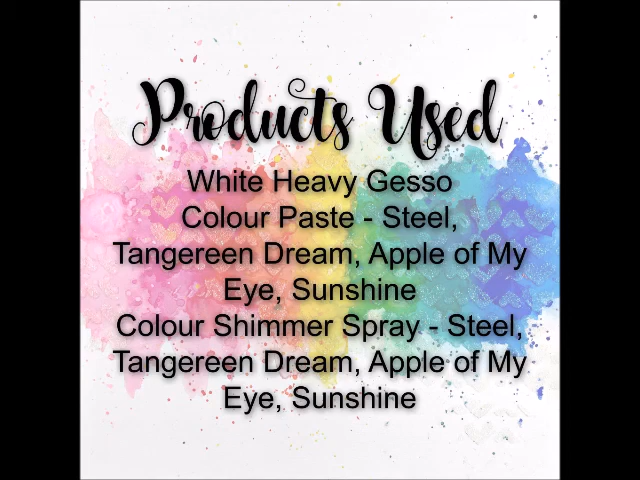 Products Used
White Heavy Gesso
Colour Paste - Steel,
Tangereen Dream, Apple of My
Eye, Sunshine
Colour Shimmer Spray - Steel,
Tangereen Dream, Apple of My
Eye, Sunshine